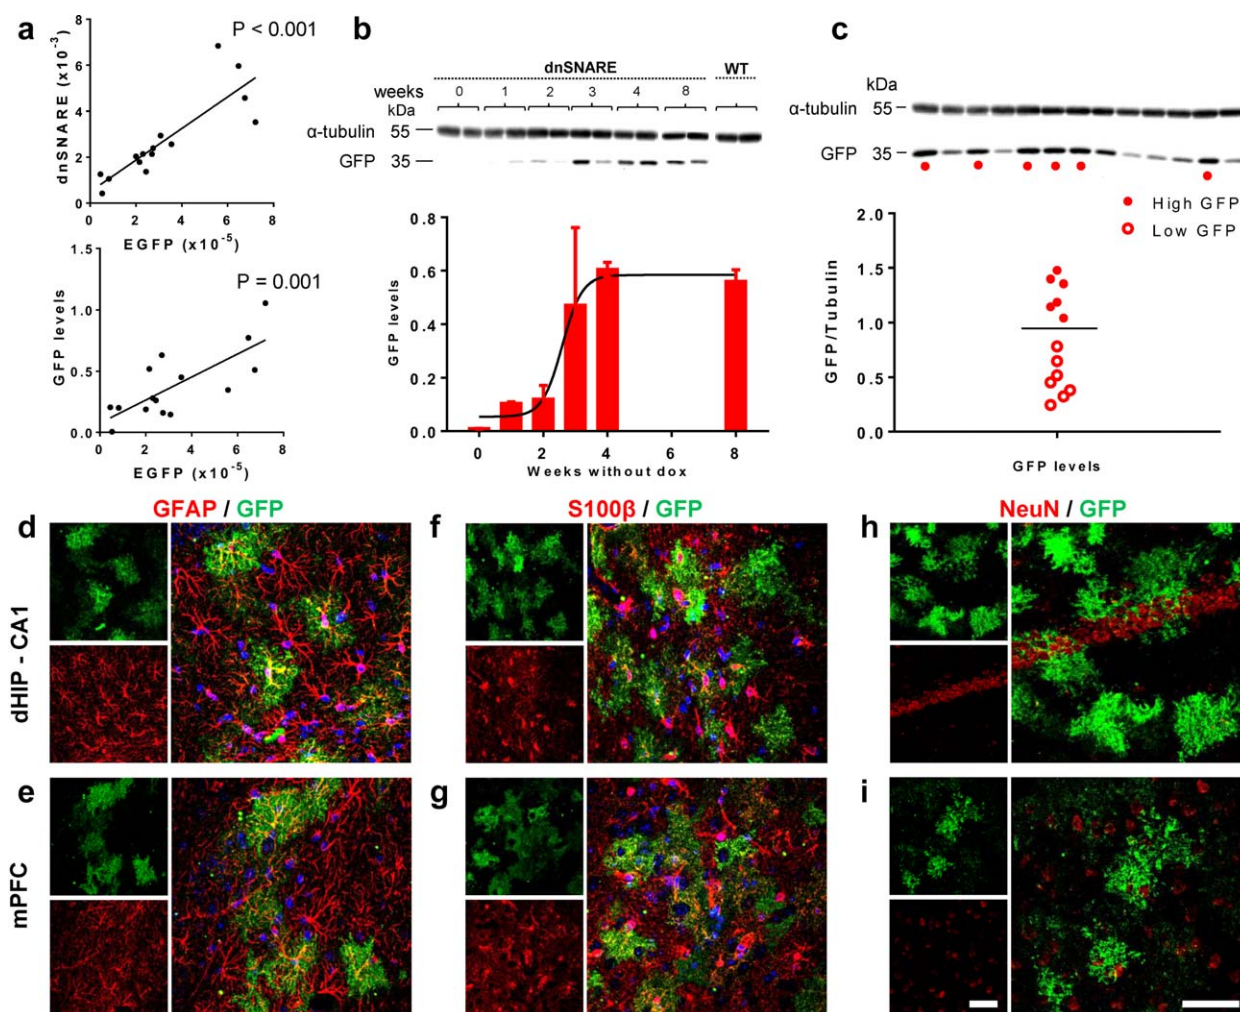 a
dnSNARE (x10-3)
8
6
4
2
0
P < 0.001
0 2 4 6 8
EGFP (x10-5)
GFP levels
1.5
1.0
0.5
0.0
P = 0.001
0 2 4 6 8
EGFP (x10-5)
b
dnSNARE WT
weeks 0 1 2 3 4 8
kDa
α-tubulin 55
GFP 35
GFP levels
0.8
0.6
0.4
0.2
0.0
0 2 4 6 8
Weeks without dox
c
kDa
α-tubulin 55
GFP 35
High GFP
Low GFP
GFP/Tubulin
2.0
1.5
1.0
0.5
0.0
GFP levels
GFAP / GFP
S100β / GFP
NeuN / GFP
dHIP - CA1
d
f
h
mPFC
e
g
i